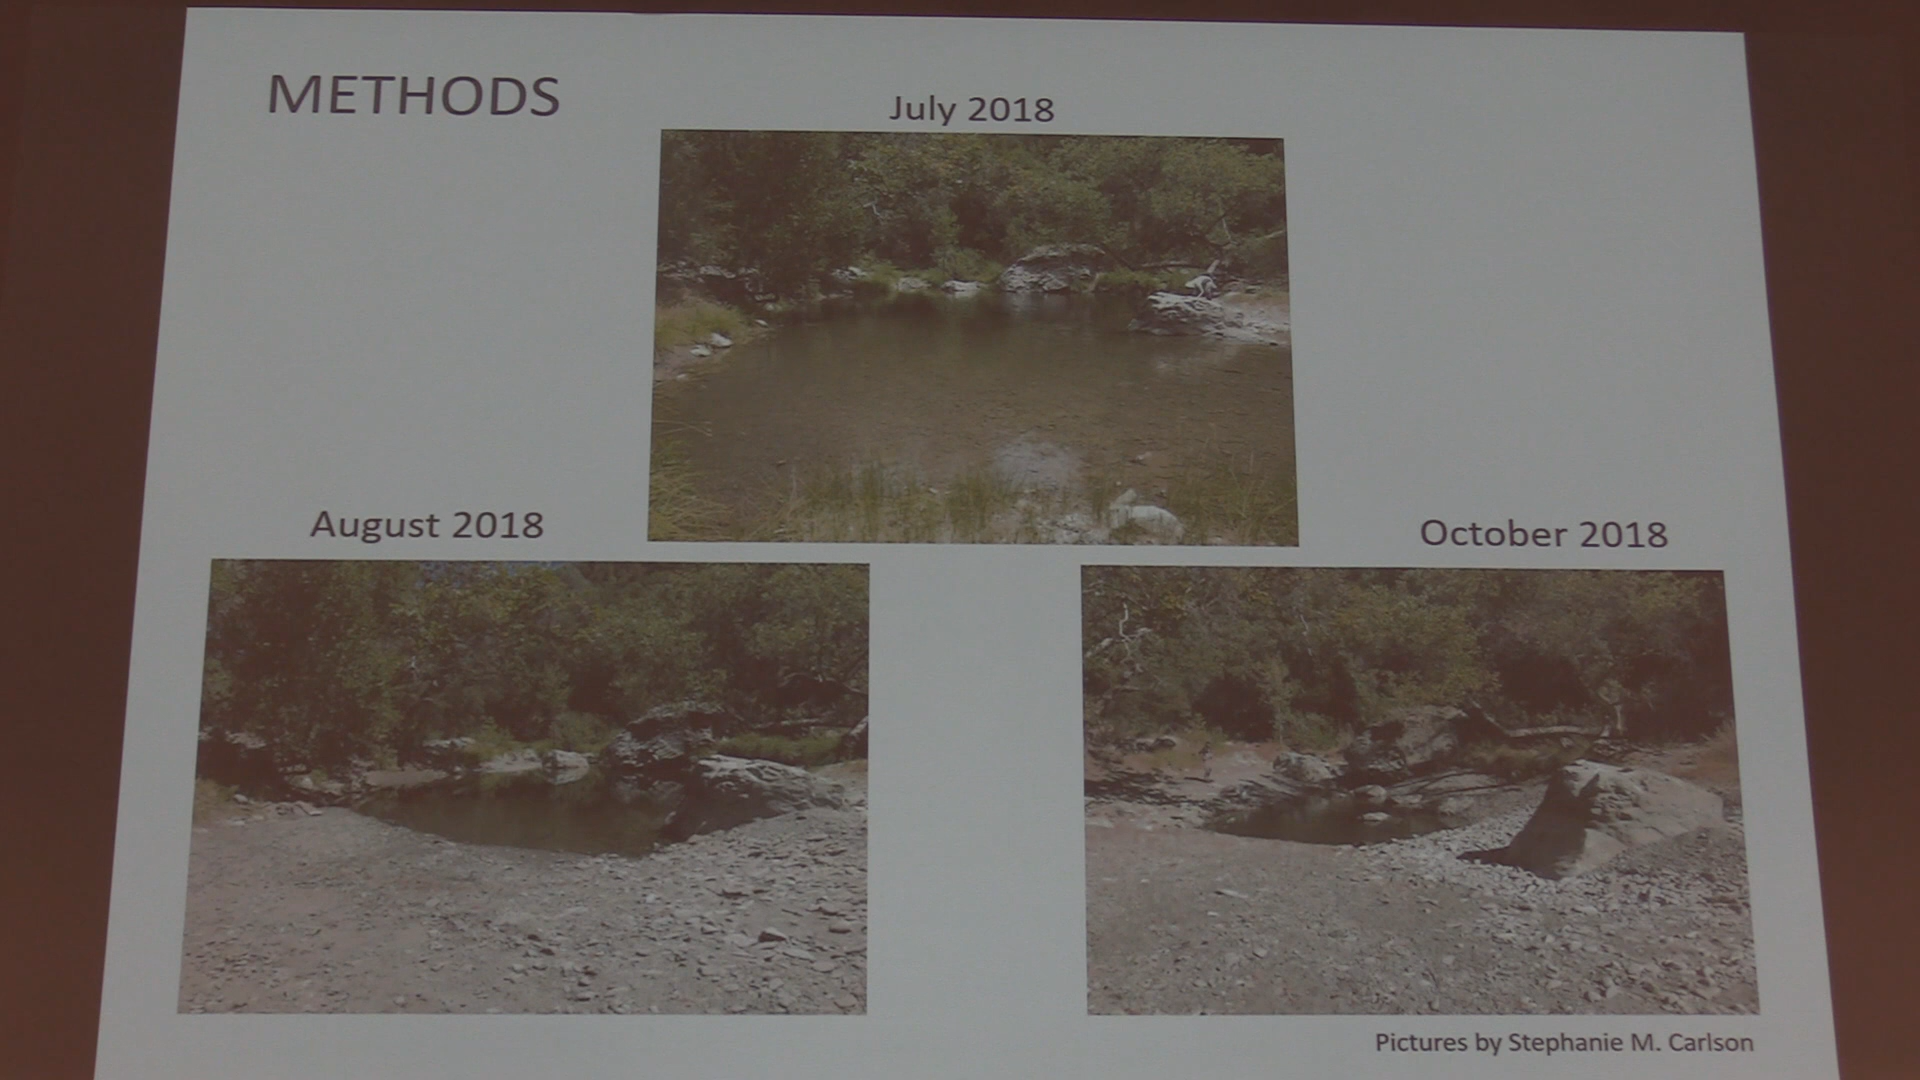 METHODS
July 2018
August 2018
October 2018
Pictures by Stephanie M. Carlson